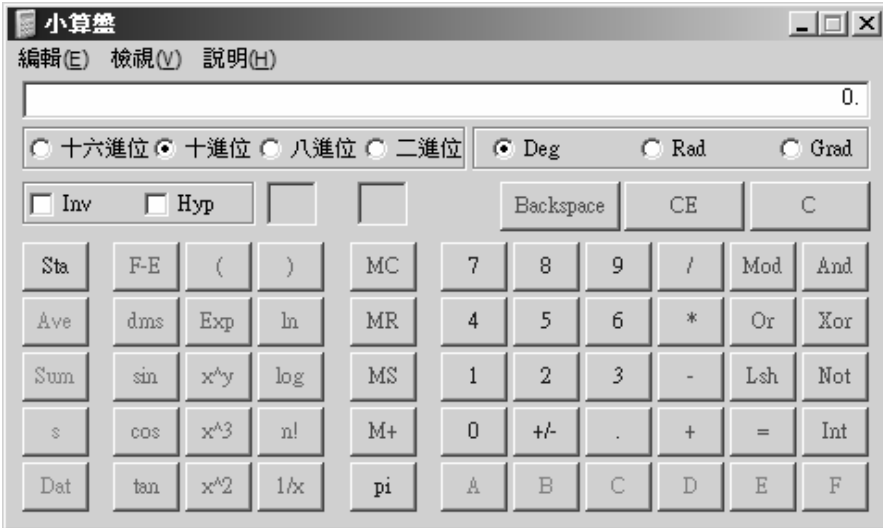 小算盤
編輯(E) 檢視(V) 說明(H)
0.
十六進位 十進位 八進位 二進位 Deg Rad Grad
Inv Hyp Backspace CE C
Sta F-E ( ) MC 7 8 9 / Mod And
Ave dms Exp ln MR 4 5 6 * Or Xor
Sum sin x^y log MS 1 2 3 - Lsh Not
s cos x^3 n! M+ 0 +/- . + = Int
Dat tan x^2 1/x pi A B C D E F